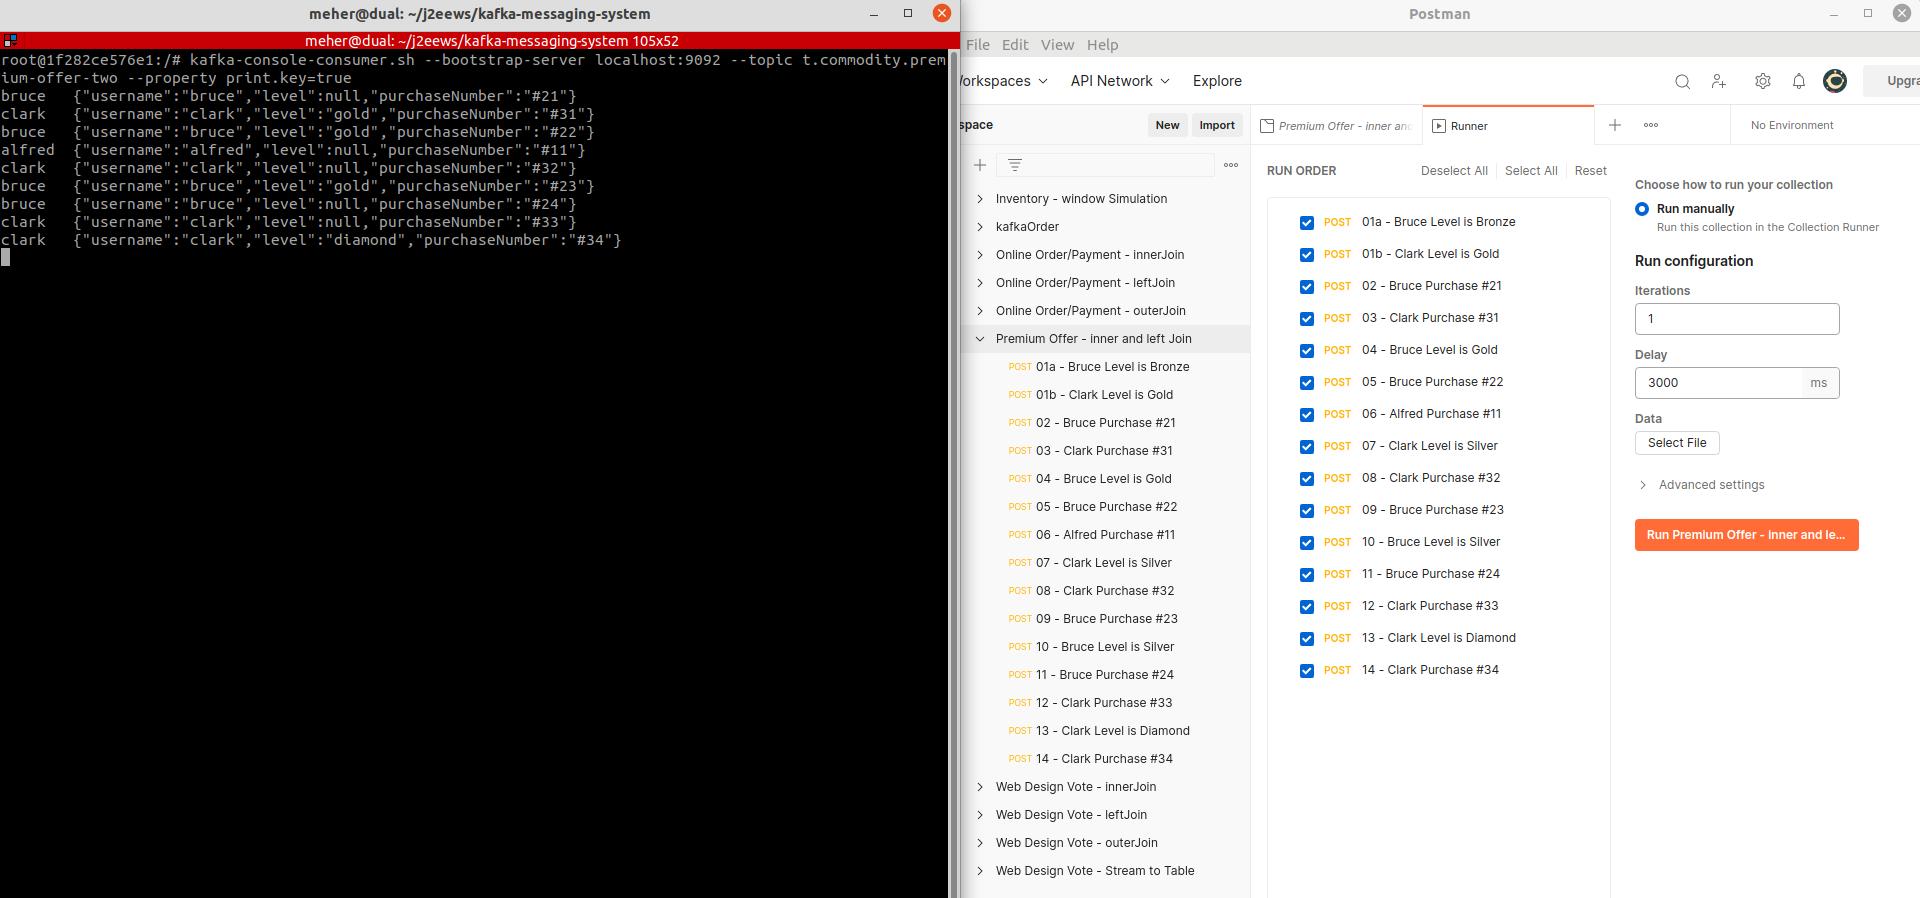 meher@dual: ~/j2eews/kafka-messaging-system
meher@dual: ~/j2eews/kafka-messaging-system 105x52
root@1f282ce576e1:/# kafka-console-consumer.sh --bootstrap-server localhost:9092 --topic t.commodity.prem
ium-offer-two --property print.key=true
bruce {"username":"bruce","level":null,"purchaseNumber":"#21"}
clark {"username":"clark","level":"gold","purchaseNumber":"#31"}
bruce {"username":"bruce","level":"gold","purchaseNumber":"#22"}
alfred {"username":"alfred","level":null,"purchaseNumber":"#11"}
clark {"username":"clark","level":null,"purchaseNumber":"#32"}
bruce {"username":"bruce","level":"gold","purchaseNumber":"#23"}
bruce {"username":"bruce","level":null,"purchaseNumber":"#24"}
clark {"username":"clark","level":null,"purchaseNumber":"#33"}
clark {"username":"clark","level":"diamond","purchaseNumber":"#34"}
Postman
File Edit View Help
orkspaces API Network Explore Upgra
space New Import
Premium Offer - inner and Runner No Environment
Inventory - window Simulation
kafkaOrder
Online Order/Payment - innerJoin
Online Order/Payment - leftJoin
Online Order/Payment - outerJoin
Premium Offer - inner and left Join
POST 01a - Bruce Level is Bronze
POST 01b - Clark Level is Gold
POST 02 - Bruce Purchase #21
POST 03 - Clark Purchase #31
POST 04 - Bruce Level is Gold
POST 05 - Bruce Purchase #22
POST 06 - Alfred Purchase #11
POST 07 - Clark Level is Silver
POST 08 - Clark Purchase #32
POST 09 - Bruce Purchase #23
POST 10 - Bruce Level is Silver
POST 11 - Bruce Purchase #24
POST 12 - Clark Purchase #33
POST 13 - Clark Level is Diamond
POST 14 - Clark Purchase #34
Web Design Vote - innerJoin
Web Design Vote - leftJoin
Web Design Vote - outerJoin
Web Design Vote - Stream to Table
RUN ORDER Deselect All Select All Reset
POST 01a - Bruce Level is Bronze
POST 01b - Clark Level is Gold
POST 02 - Bruce Purchase #21
POST 03 - Clark Purchase #31
POST 04 - Bruce Level is Gold
POST 05 - Bruce Purchase #22
POST 06 - Alfred Purchase #11
POST 07 - Clark Level is Silver
POST 08 - Clark Purchase #32
POST 09 - Bruce Purchase #23
POST 10 - Bruce Level is Silver
POST 11 - Bruce Purchase #24
POST 12 - Clark Purchase #33
POST 13 - Clark Level is Diamond
POST 14 - Clark Purchase #34
Choose how to run your collection
Run manually
Run this collection in the Collection Runner
Run configuration
Iterations
1
Delay
3000 ms
Data
Select File
Advanced settings
Run Premium Offer - inner and le...